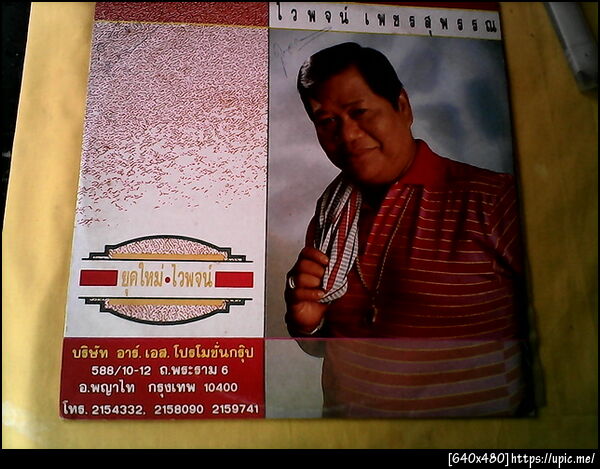 ไวพจน์ เพชรสุพรรณ
ยุคใหม่•ไวพจน์
บริษัท อาร์.เอส.โปรโมชั่นกรุ๊ป
588/10-12 ถ.พระราม 6
อ.พญาไท กรุงเทพ 10400
โทร. 2154332, 2158090 2159741
[640x480]https://upic.me/